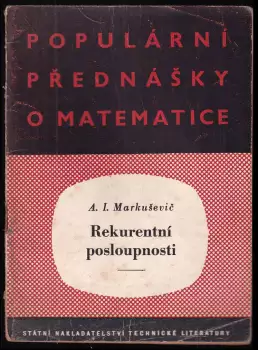 POPULÁRNÍ
PŘEDNÁŠKY
O MATEMATICE
A. I. Markuševič
Rekurentní
posloupnosti
STÁTNÍ NAKLADATELSTVÍ TECHNICKÉ LITERATURY